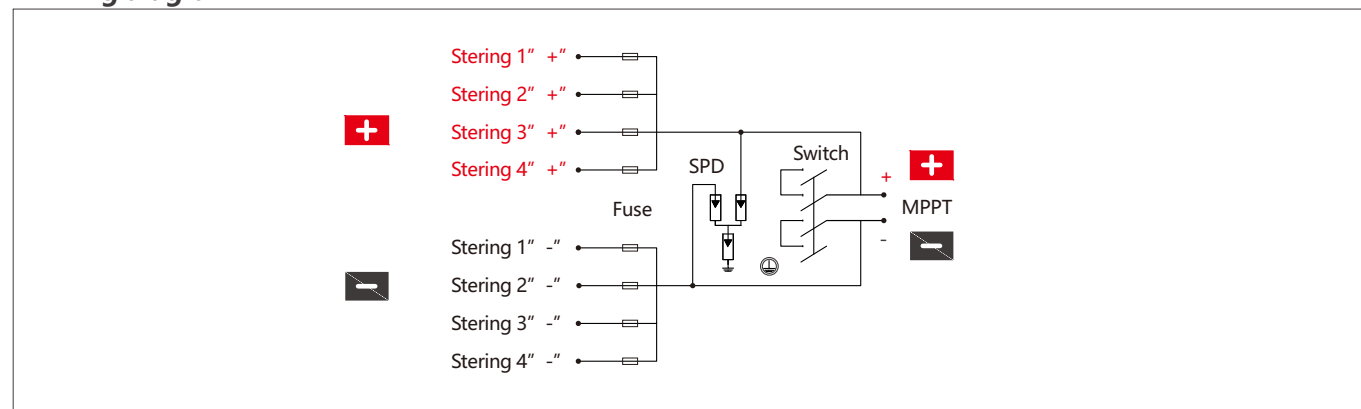 Stering 1” +”
Stering 2” +”
Stering 3” +”
Stering 4” +”
SPD
Switch
+
MPPT
-
Fuse
Stering 1” -”
Stering 2” -”
Stering 3” -”
Stering 4” -”